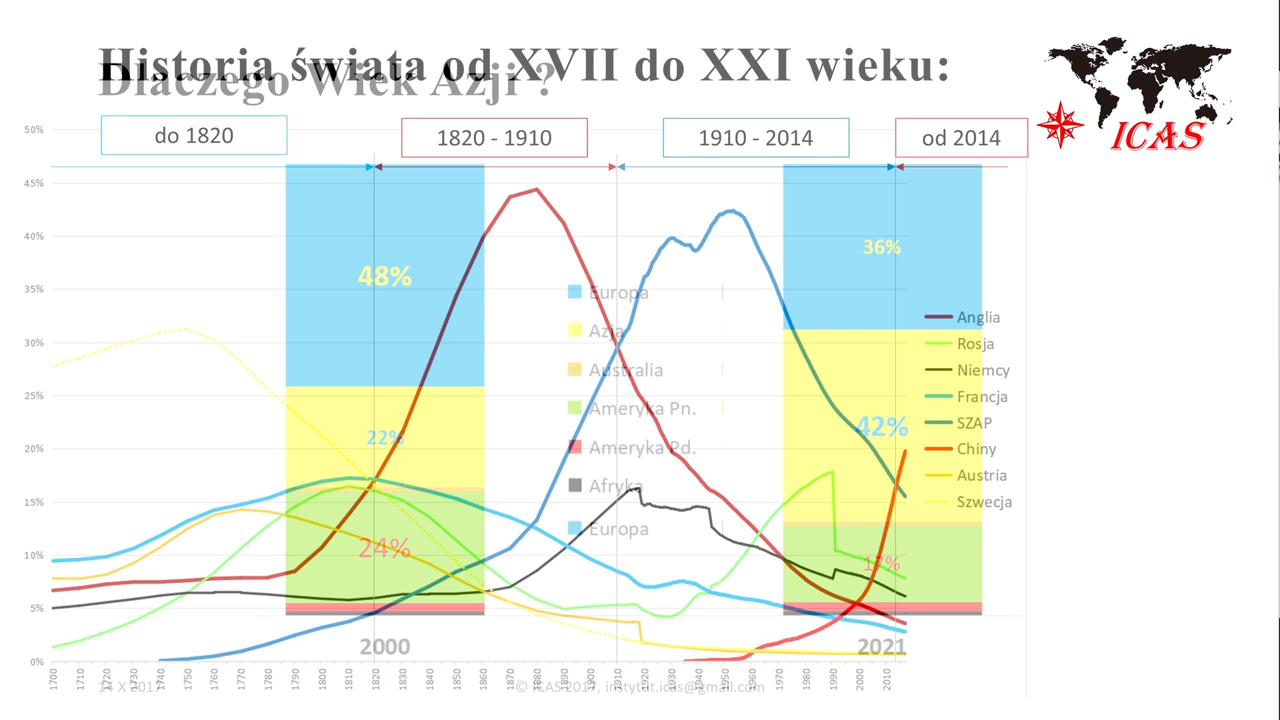 Historia świata od XVII do XXI wieku:
Dlaczego Wiek Azji ?
ICAS
do 1820
1820 - 1910
1910 - 2014
od 2014
50%
45%
40%
35%
30%
25%
20%
15%
10%
5%
0%
48%
22%
24%
36%
42%
17%
Europa
Azja
Australia
Ameryka Pn.
Ameryka Pd.
Afryka
Europa
Anglia
Rosja
Niemcy
Francja
SZAP
Chiny
Austria
Szwecja
2000
2021
1700 1710 1720 1730 1740 1750 1760 1770 1780 1790 1800 1810 1820 1830 1840 1850 1860 1870 1880 1890 1900 1910 1920 1930 1940 1950 1960 1970 1980 1990 2000 2010
14 X 2017
© ICAS 2017, instytut.icas@gmail.com